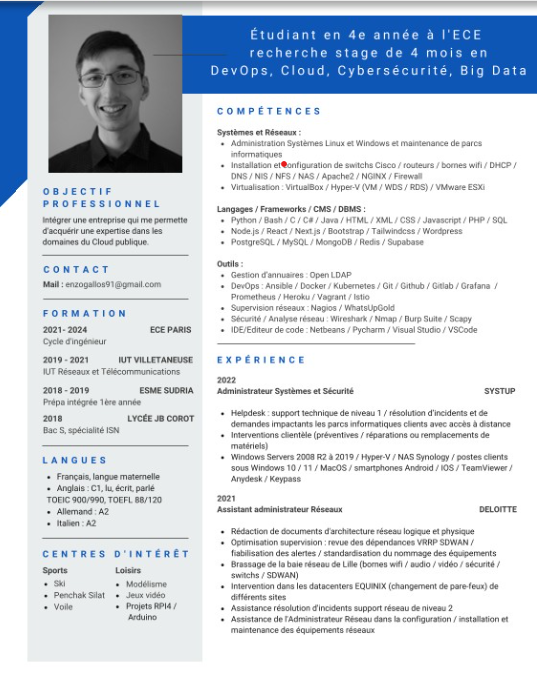 Étudiant en 4e année à l'ECE
recherche stage de 4 mois en
DevOps, Cloud, Cybersécurité, Big Data
OBJECTIF
PROFESSIONNEL
Intégrer une entreprise qui me permette
d'acquérir une expertise dans les
domaines du Cloud publique.
CONTACT
Mail : enzogallos91@gmail.com
FORMATION
2021- 2024 ECE PARIS
Cycle d'ingénieur
2019 - 2021 IUT VILLETANEUSE
IUT Réseaux et Télécommunications
2018 - 2019 ESME SUDRIA
Prépa intégrée 1ère année
2018 LYCÉE JB COROT
Bac S, spécialité ISN
LANGUES
• Français, langue maternelle
• Anglais : C1, lu, écrit, parlé
TOEIC 900/990, TOEFL 88/120
• Allemand : A2
• Italien : A2
CENTRES D'INTÉRÊT
Sports
• Ski
• Penchak Silat
• Voile
Loisirs
• Modélisme
• Jeux vidéo
• Projets RPI4 /
Arduino
COMPÉTENCES
Systèmes et Réseaux :
• Administration Systèmes Linux et Windows et maintenance de parcs
informatiques
• Installation et configuration de switchs Cisco / routeurs / bornes wifi / DHCP /
DNS / NIS / NFS / NAS / Apache2 / NGINX / Firewall
• Virtualisation : VirtualBox / Hyper-V (VM / WDS / RDS) / VMware ESXi
Langages / Frameworks / CMS / DBMS :
• Python / Bash / C / C# / Java / HTML / XML / CSS / Javascript / PHP / SQL
• Node.js / React / Next.js / Bootstrap / Tailwindcss / Wordpress
• PostgreSQL / MySQL / MongoDB / Redis / Supabase
Outils :
• Gestion d'annuaires : Open LDAP
• DevOps : Ansible / Docker / Kubernetes / Git / Github / Gitlab / Grafana /
Prometheus / Heroku / Vagrant / Istio
• Supervision réseaux : Nagios / WhatsUpGold
• Sécurité / Analyse réseau : Wireshark / Nmap / Burp Suite / Scapy
• IDE/Editeur de code : Netbeans / Pycharm / Visual Studio / VSCode
EXPÉRIENCE
2022
Administrateur Systèmes et Sécurité SYSTUP
• Helpdesk : support technique de niveau 1 / résolution d'incidents et de
demandes impactants les parcs informatiques clients avec accès à distance
• Interventions clientèle (préventives / réparations ou remplacements de
matériels)
• Windows Servers 2008 R2 à 2019 / Hyper-V / NAS Synology / postes clients
sous Windows 10 / 11 / MacOS / smartphones Android / IOS / TeamViewer /
Anydesk / Keypass
2021
Assistant administrateur Réseaux DELOITTE
• Rédaction de documents d'architecture réseau logique et physique
• Optimisation supervision : revue des dépendances VRRP SDWAN /
fiabilisation des alertes / standardisation du nommage des équipements
• Brassage de la baie réseau de Lille (bornes wifi / audio / vidéo / sécurité /
switchs / SDWAN)
• Intervention dans les datacenters EQUINIX (changement de pare-feux) de
différents sites
• Assistance résolution d'incidents support réseau de niveau 2
• Assistance de l'Administrateur Réseau dans la configuration / installation et
maintenance des équipements réseaux